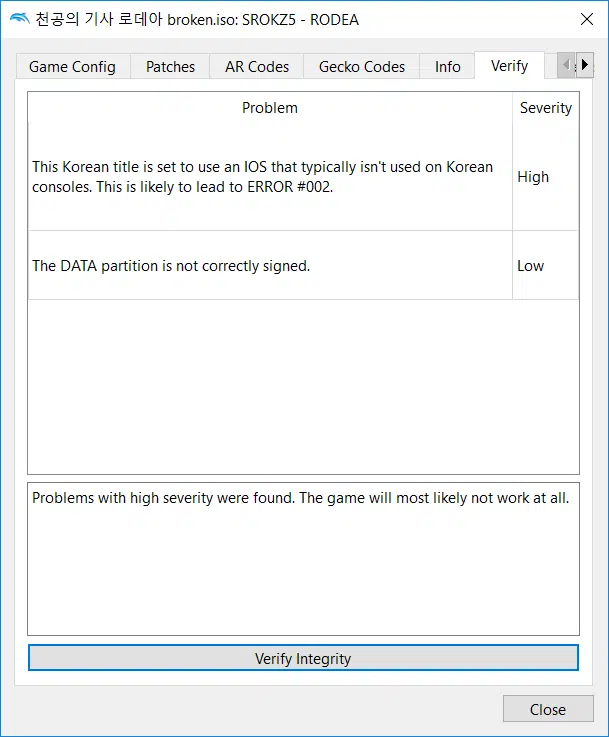 천공의 기사 로데아 broken.iso: SROKZ5 - RODEA
Game Config Patches AR Codes Gecko Codes Info Verify
Problem Severity
This Korean title is set to use an IOS that typically isn't used on Korean
consoles. This is likely to lead to ERROR #002.
High
The DATA partition is not correctly signed. Low
Problems with high severity were found. The game will most likely not work at all.
Verify Integrity
Close